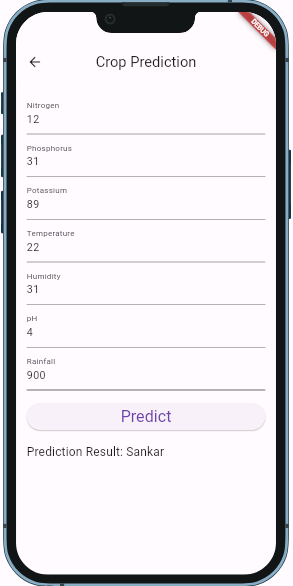 DEBUG
Crop Prediction
Nitrogen
12
Phosphorus
31
Potassium
89
Temperature
22
Humidity
31
pH
4
Rainfall
900
Predict
Prediction Result: Sankar